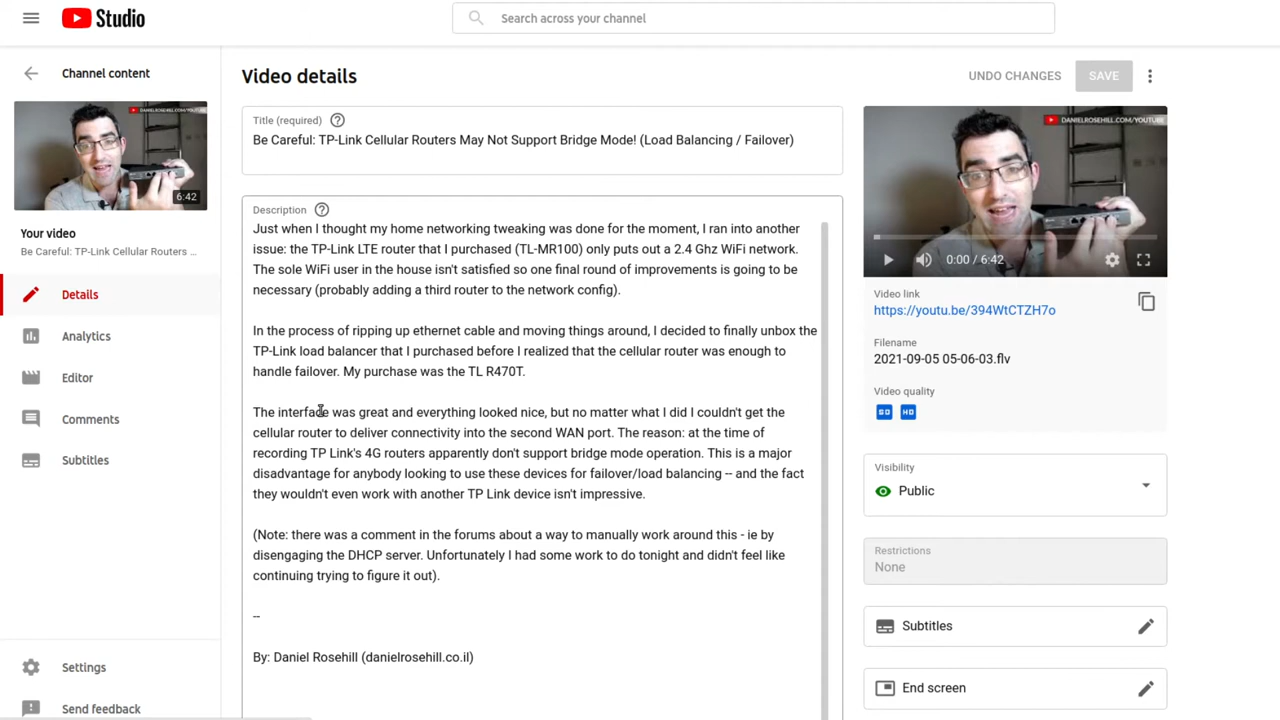 Studio
Search across your channel
Channel content
Video details
UNDO CHANGES
SAVE
DANIELROSEHILL.COM/YOUTUBE
6:42
Your video
Be Careful: TP-Link Cellular Routers ...
Details
Analytics
Editor
Comments
Subtitles
Settings
Send feedback
Title (required)
Be Careful: TP-Link Cellular Routers May Not Support Bridge Mode! (Load Balancing / Failover)
Description
Just when I thought my home networking tweaking was done for the moment, I ran into another
issue: the TP-Link LTE router that I purchased (TL-MR100) only puts out a 2.4 Ghz WiFi network.
The sole WiFi user in the house isn't satisfied so one final round of improvements is going to be
necessary (probably adding a third router to the network config).
In the process of ripping up ethernet cable and moving things around, I decided to finally unbox the
TP-Link load balancer that I purchased before I realized that the cellular router was enough to
handle failover. My purchase was the TL R470T.
The interface was great and everything looked nice, but no matter what I did I couldn't get the
cellular router to deliver connectivity into the second WAN port. The reason: at the time of
recording TP Link's 4G routers apparently don't support bridge mode operation. This is a major
disadvantage for anybody looking to use these devices for failover/load balancing -- and the fact
they wouldn't even work with another TP Link device isn't impressive.
(Note: there was a comment in the forums about a way to manually work around this - ie by
disengaging the DHCP server. Unfortunately I had some work to do tonight and didn't feel like
continuing trying to figure it out).
--
By: Daniel Rosehill (danielrosehill.co.il)
DANIELROSEHILL.COM/YOUTUBE
0:00 / 6:42
Video link
https://youtu.be/394WtCTZH7o
Filename
2021-09-05 05-06-03.flv
Video quality
SD HD
Visibility
Public
Restrictions
None
Subtitles
End screen